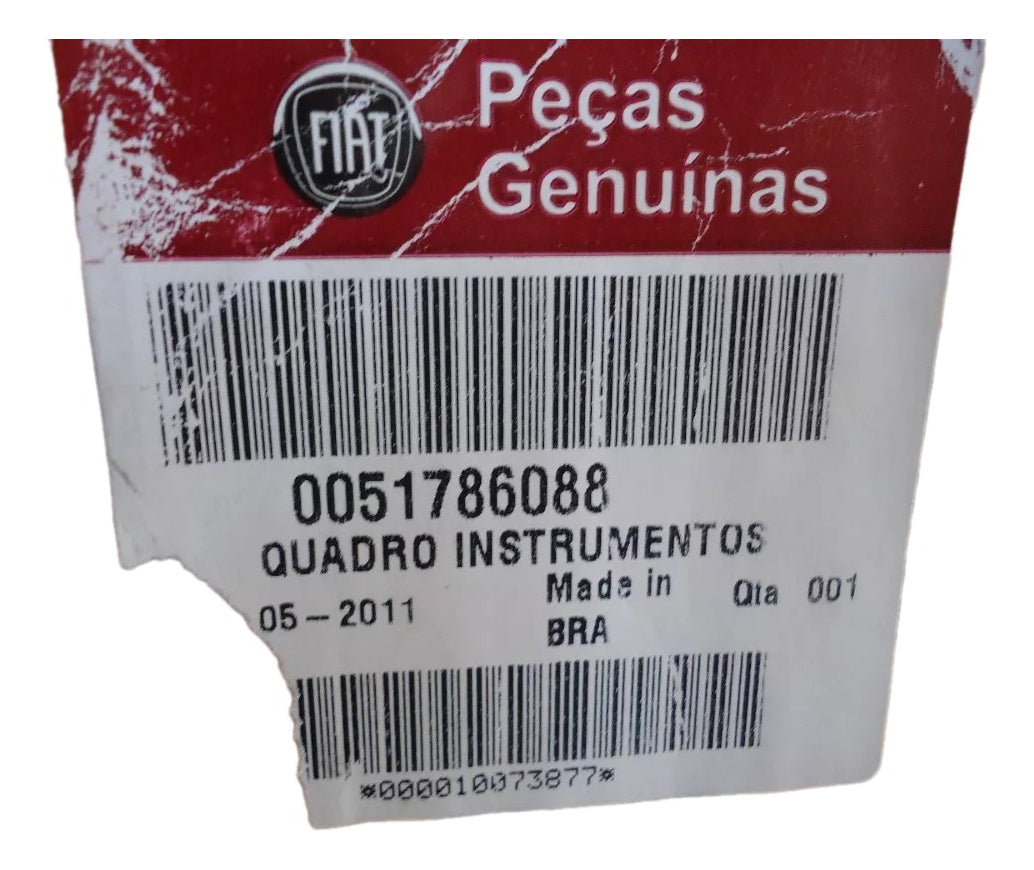 FIAT
Peças
Genuínas
0051786088
QUADRO INSTRUMENTOS
05-2011
Made in
BRA
Qta 001
*000010073877*